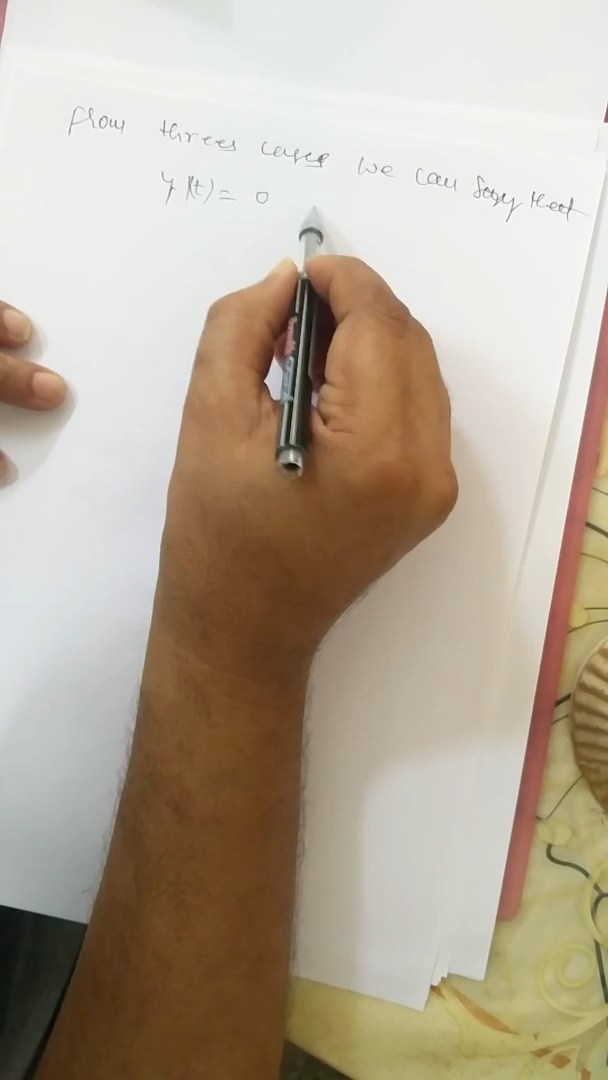 From threes cases we can say that
y(t) = 0